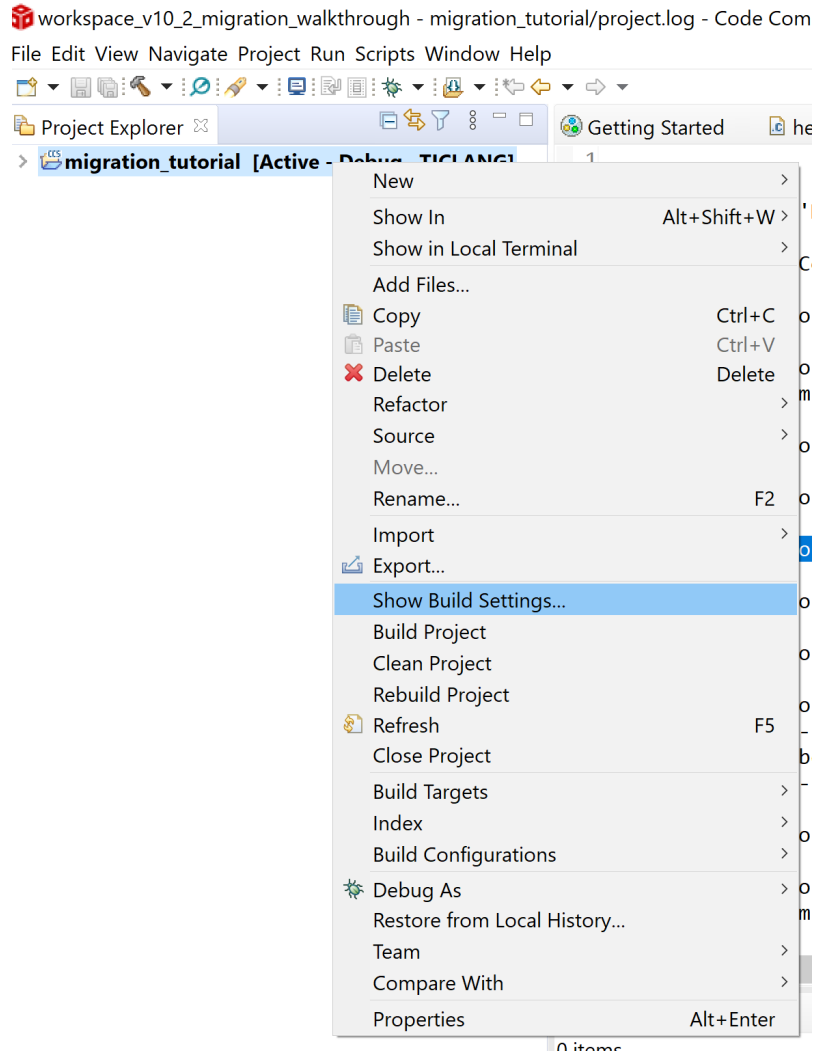 workspace_v10_2_migration_walkthrough - migration_tutorial/project.log - Code Com
File Edit View Navigate Project Run Scripts Window Help
Project Explorer
Getting Started
he
migration_tutorial [Active - Debug - TICLANG]
1
New
Show In Alt+Shift+W
Show in Local Terminal
Add Files...
Copy Ctrl+C
Paste Ctrl+V
Delete Delete
Refactor
Source
Move...
Rename... F2
Import
Export...
Show Build Settings...
Build Project
Clean Project
Rebuild Project
Refresh F5
Close Project
Build Targets
Index
Build Configurations
Debug As
Restore from Local History...
Team
Compare With
Properties Alt+Enter
0 items